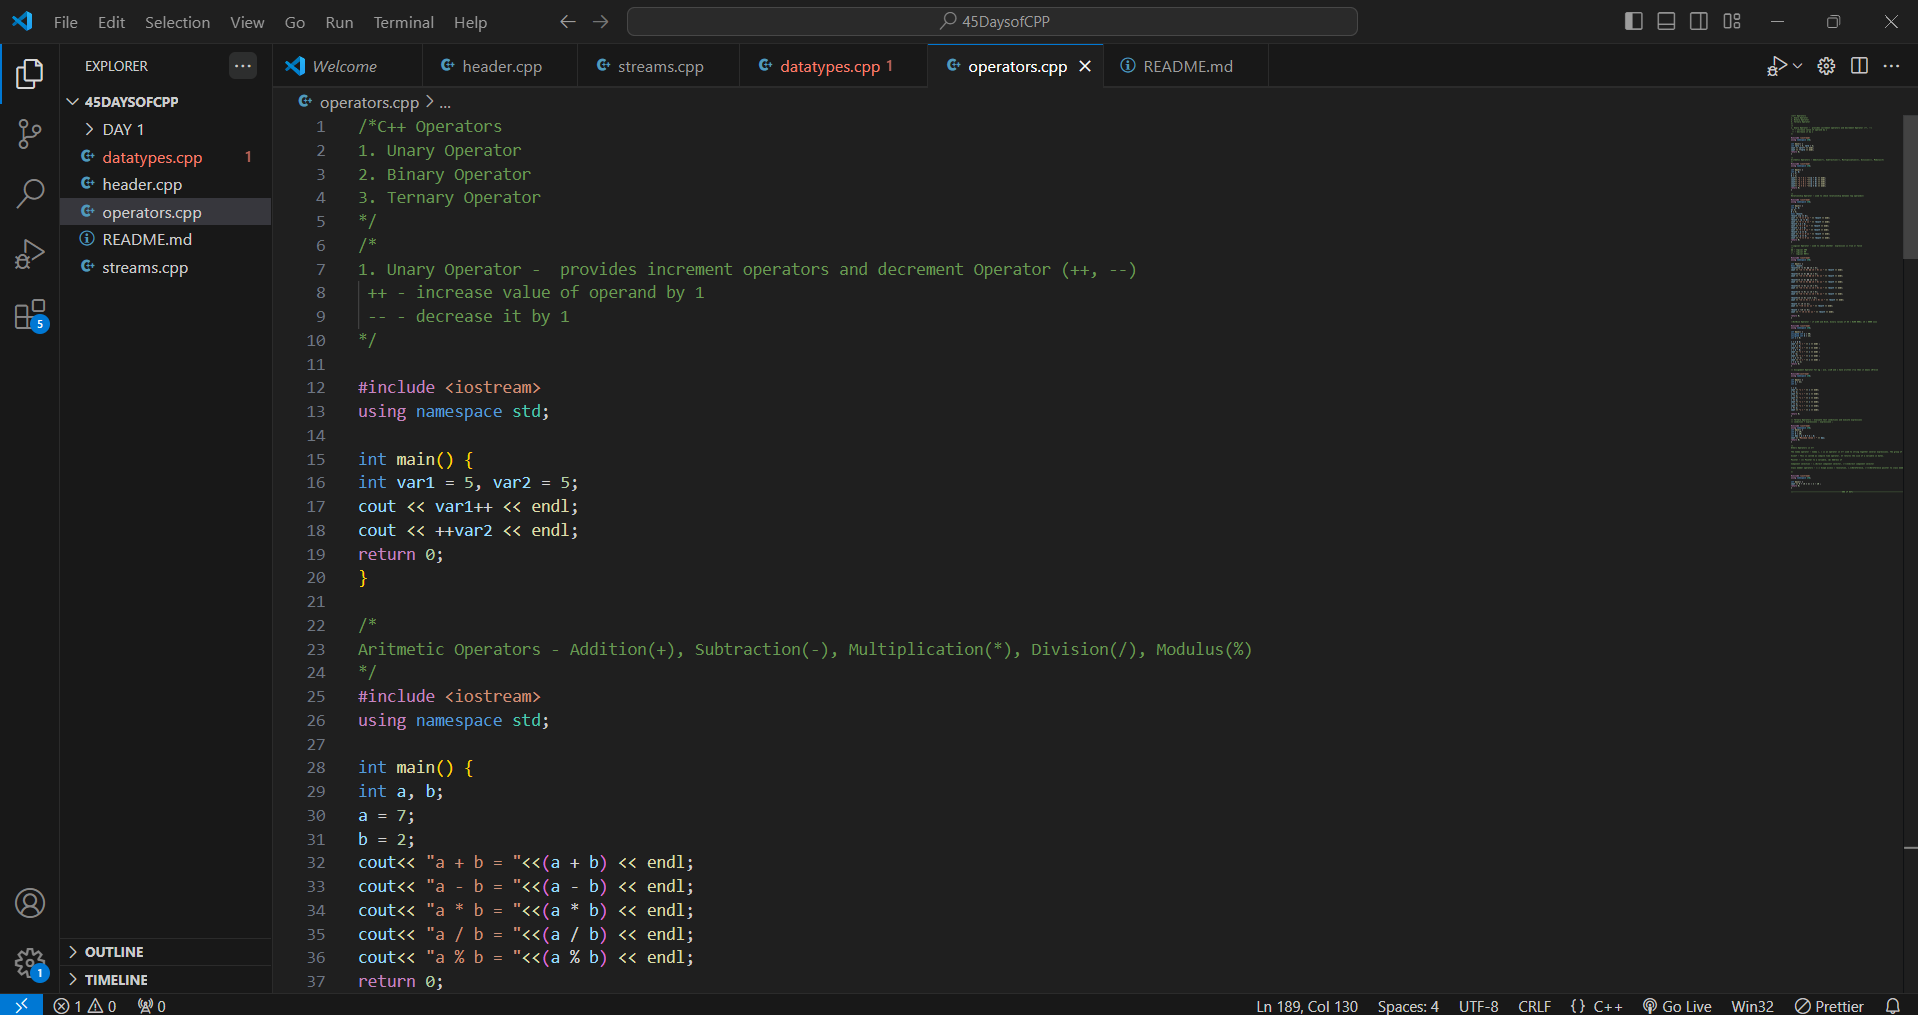 File Edit Selection View Go Run Terminal Help
45DaysofCPP
EXPLORER
45DAYSOFCPP
DAY 1
datatypes.cpp 1
header.cpp
operators.cpp
README.md
streams.cpp
OUTLINE
TIMELINE
5
1
Welcome header.cpp streams.cpp datatypes.cpp 1 operators.cpp README.md
operators.cpp > ...
1 /*C++ Operators
2 1. Unary Operator
3 2. Binary Operator
4 3. Ternary Operator
5 */
6 /*
7 1. Unary Operator -  provides increment operators and decrement Operator (++, --)
8  ++ - increase value of operand by 1
9  -- - decrease it by 1
10 */
11
12 #include <iostream>
13 using namespace std;
14
15 int main() {
16 int var1 = 5, var2 = 5;
17 cout << var1++ << endl;
18 cout << ++var2 << endl;
19 return 0;
20 }
21
22 /*
23 Aritmetic Operators - Addition(+), Subtraction(-), Multiplication(*), Division(/), Modulus(%)
24 */
25 #include <iostream>
26 using namespace std;
27
28 int main() {
29 int a, b;
30 a = 7;
31 b = 2;
32 cout<< "a + b = "<<(a + b) << endl;
33 cout<< "a - b = "<<(a - b) << endl;
34 cout<< "a * b = "<<(a * b) << endl;
35 cout<< "a / b = "<<(a / b) << endl;
36 cout<< "a % b = "<<(a % b) << endl;
37 return 0;
1 0 0 Ln 189, Col 130 Spaces: 4 UTF-8 CRLF {} C++ Go Live Win32 Prettier